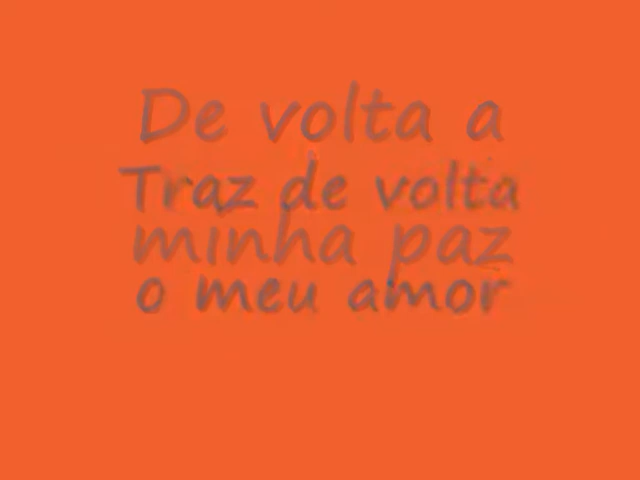 De volta a
Traz de volta
minha paz
o meu amor